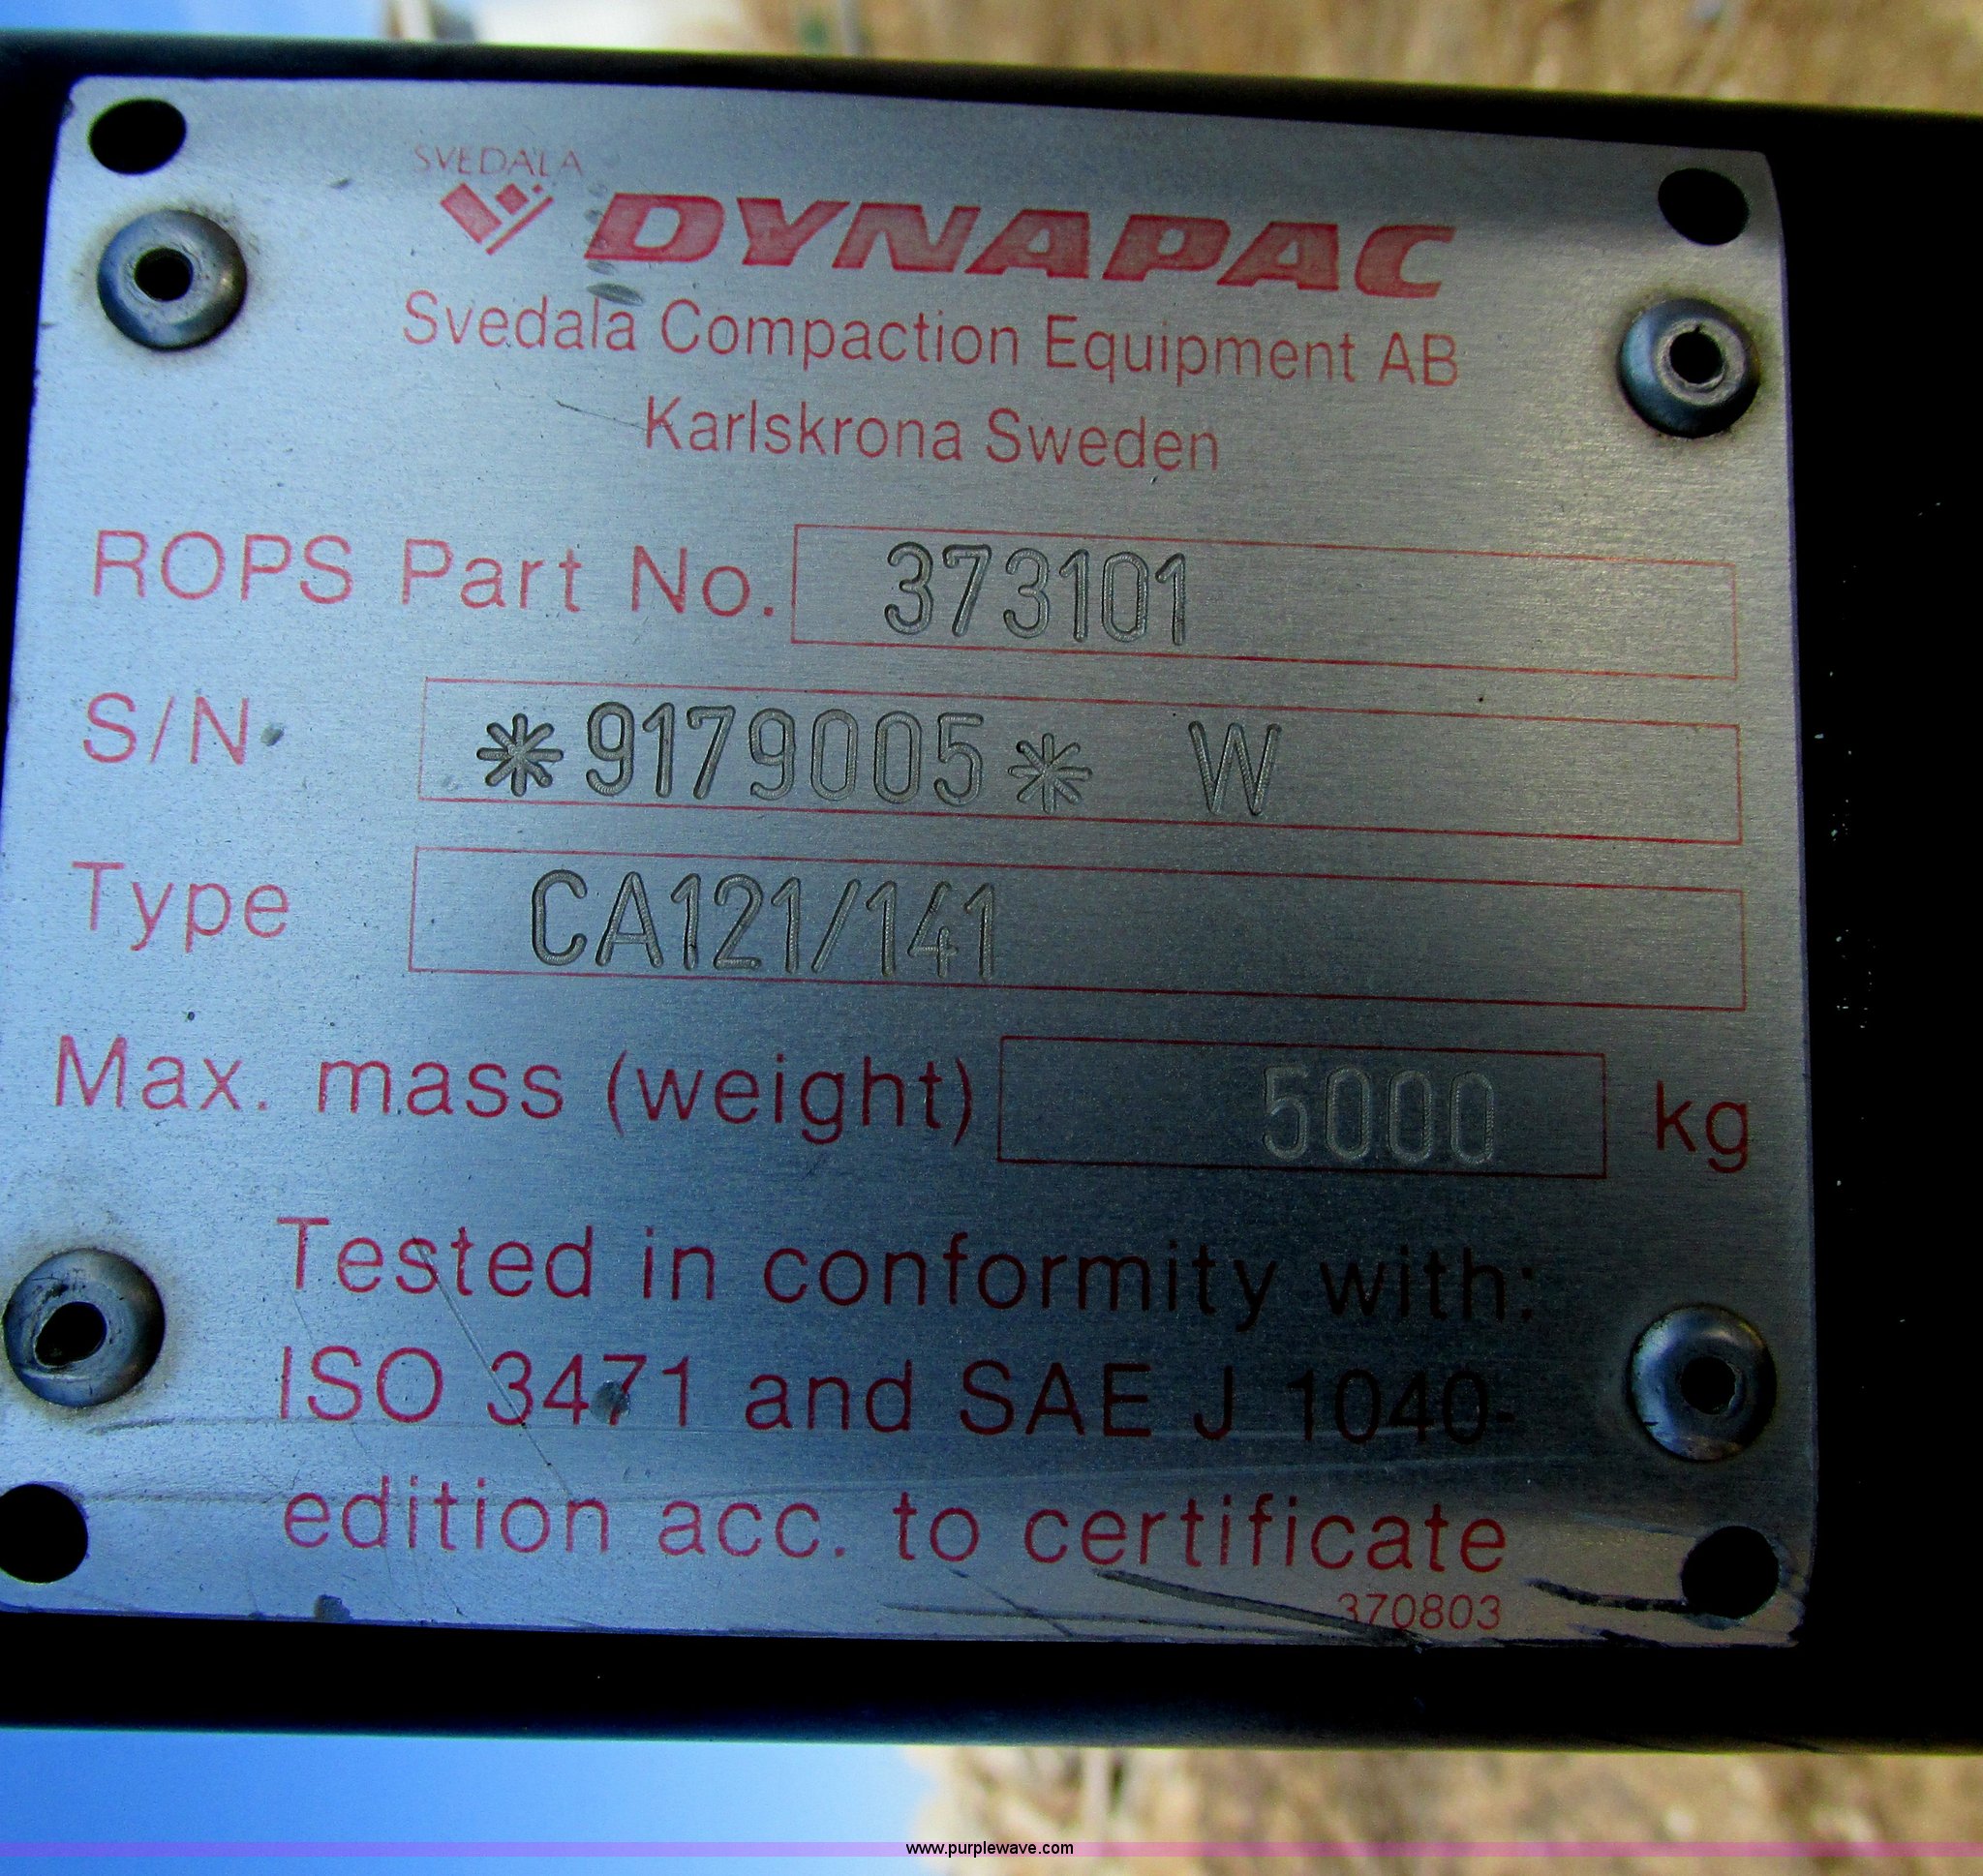 SVEDALA
DYNAPAC
Svedala Compaction Equipment AB
Karlskrona Sweden
ROPS Part No. 373101
S/N *9179005* W
Type CA121/141
Max. mass (weight) 5000 kg
Tested in conformity with:
ISO 3471 and SAE J 1040-
edition acc. to certificate
370803
www.purplewave.com